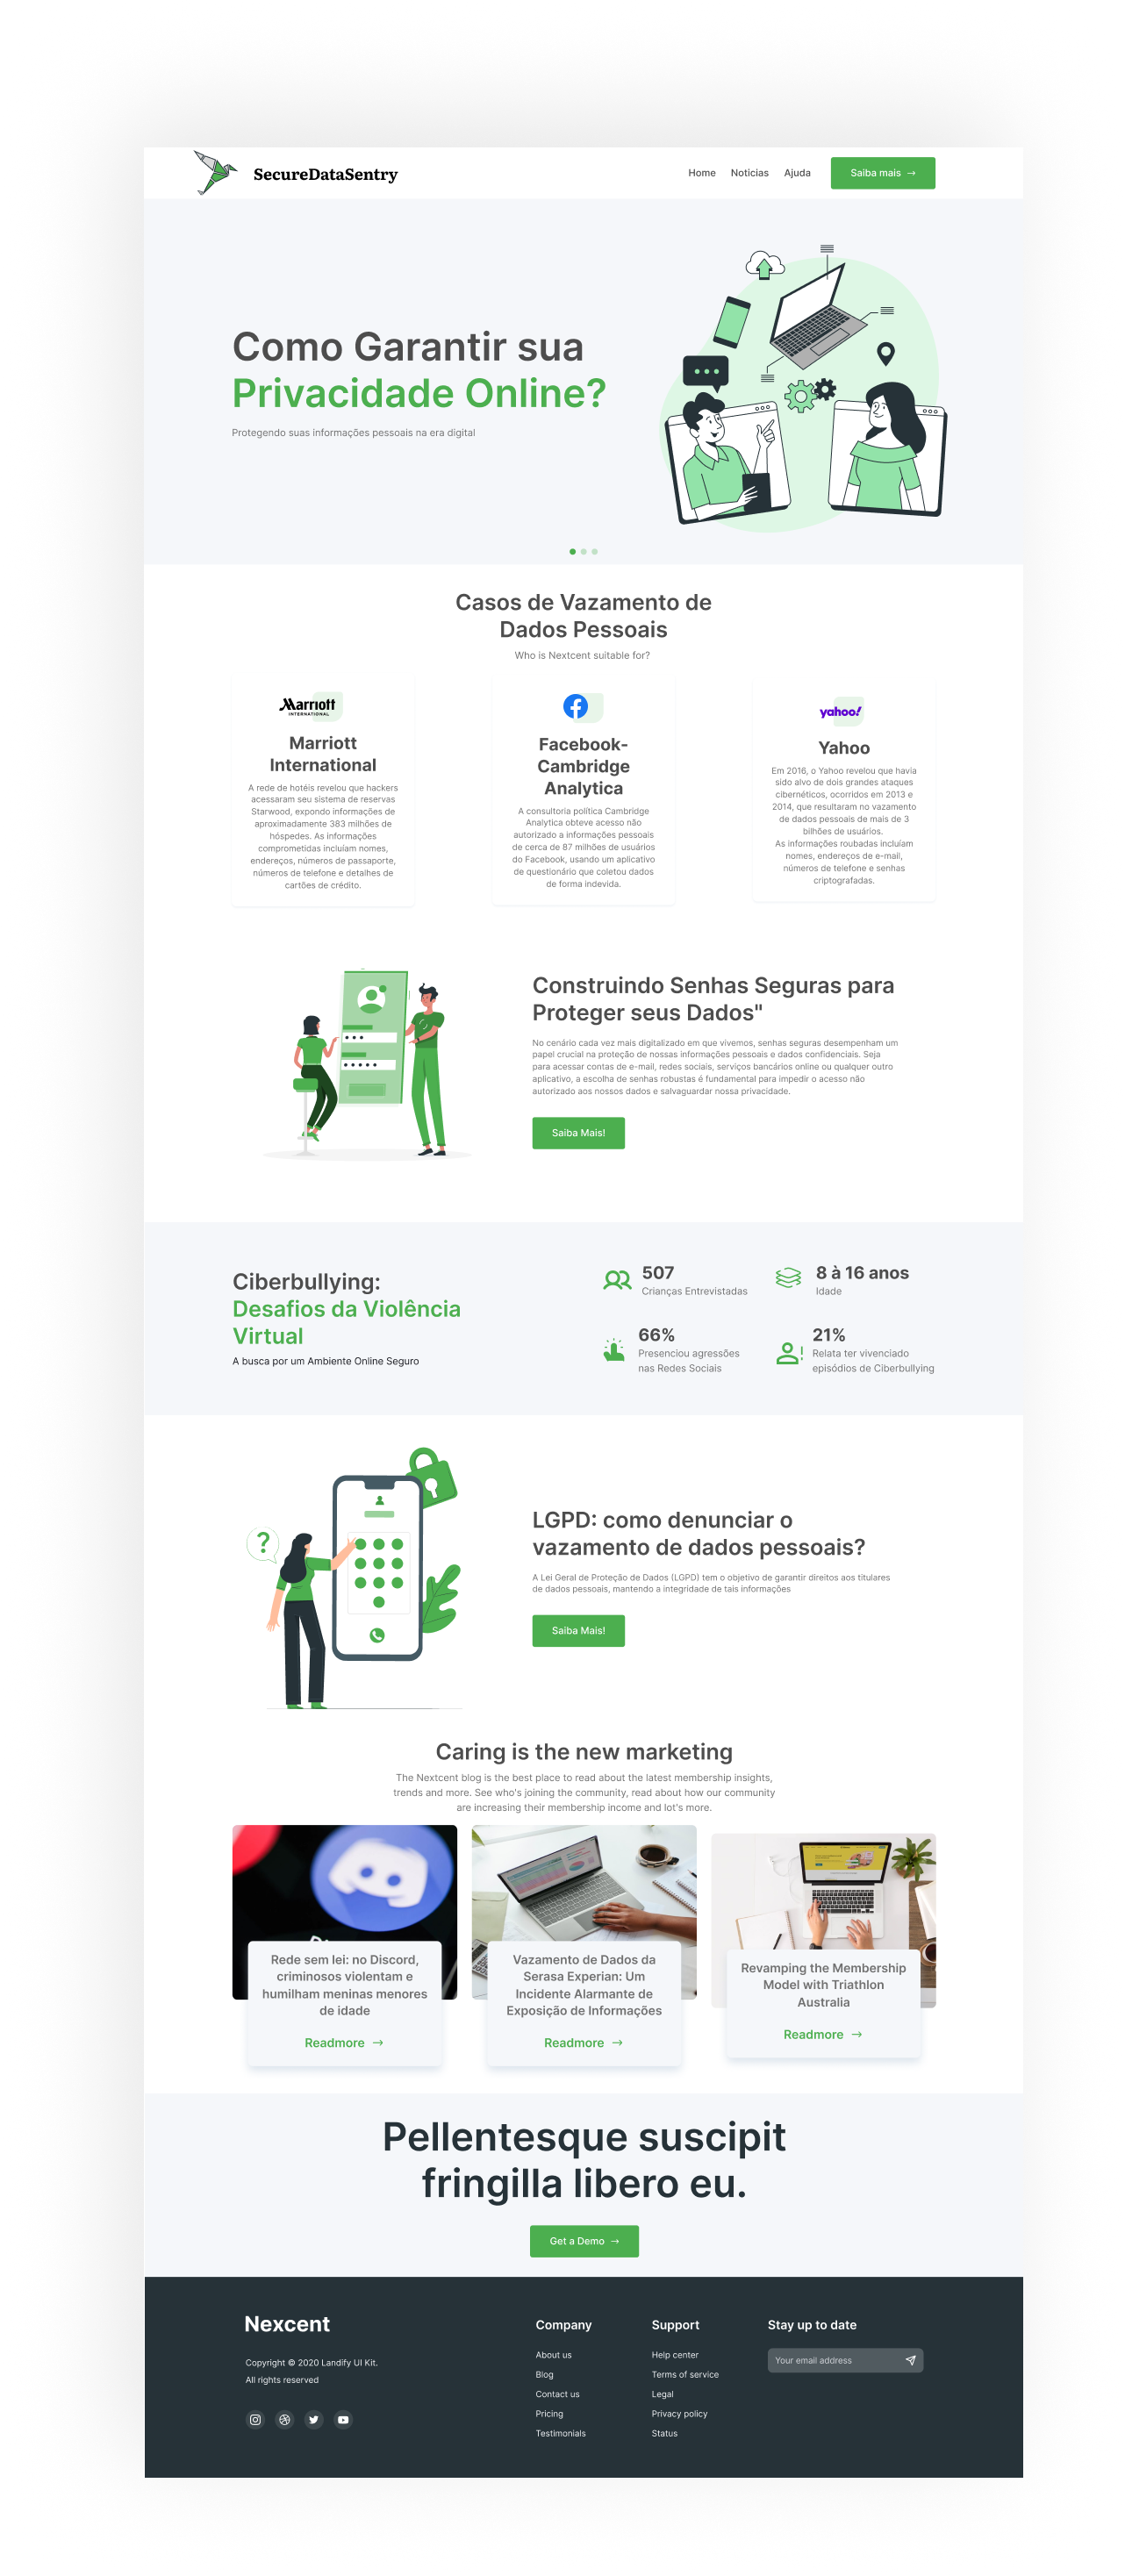 SecureDataSentry
Home Noticias Ajuda Saiba mais →
Como Garantir sua
Privacidade Online?
Protegendo suas informações pessoais na era digital
Casos de Vazamento de
Dados Pessoais
Who is Nextcent suitable for?
Marriott
INTERNATIONAL
Marriott
International
A rede de hotéis revelou que hackers
acessaram seu sistema de reservas
Starwood, expondo informações de
aproximadamente 383 milhões de
hóspedes. As informações
comprometidas incluíam nomes,
endereços, números de passaporte,
números de telefone e detalhes de
cartões de crédito.
Facebook-
Cambridge
Analytica
A consultoria política Cambridge
Analytica obteve acesso não
autorizado a informações pessoais
de cerca de 87 milhões de usuários
do Facebook, usando um aplicativo
de questionário que coletou dados
de forma indevida.
yahoo!
Yahoo
Em 2016, o Yahoo revelou que havia
sido alvo de dois grandes ataques
cibernéticos, ocorridos em 2013 e
2014, que resultaram no vazamento
de dados pessoais de mais de 3
bilhões de usuários.
As informações roubadas incluíam
nomes, endereços de e-mail,
números de telefone e senhas
criptografadas.
Construindo Senhas Seguras para
Proteger seus Dados"
No cenário cada vez mais digitalizado em que vivemos, senhas seguras desempenham um
papel crucial na proteção de nossas informações pessoais e dados confidenciais. Seja
para acessar contas de e-mail, redes sociais, serviços bancários online ou qualquer outro
aplicativo, a escolha de senhas robustas é fundamental para impedir o acesso não
autorizado aos nossos dados e salvaguardar nossa privacidade.
Saiba Mais!
Ciberbullying:
Desafios da Violência
Virtual
A busca por um Ambiente Online Seguro
507
Crianças Entrevistadas
8 à 16 anos
Idade
66%
Presenciou agressões
nas Redes Sociais
21%
Relata ter vivenciado
episódios de Ciberbullying
?
LGPD: como denunciar o
vazamento de dados pessoais?
A Lei Geral de Proteção de Dados (LGPD) tem o objetivo de garantir direitos aos titulares
de dados pessoais, mantendo a integridade de tais informações
Saiba Mais!
Caring is the new marketing
The Nextcent blog is the best place to read about the latest membership insights,
trends and more. See who's joining the community, read about how our community
are increasing their membership income and lot's more.
Rede sem lei: no Discord,
criminosos violentam e
humilham meninas menores
de idade
Readmore →
Vazamento de Dados da
Serasa Experian: Um
Incidente Alarmante de
Exposição de Informações
Readmore →
Revamping the Membership
Model with Triathlon
Australia
Readmore →
Pellentesque suscipit
fringilla libero eu.
Get a Demo →
Nexcent
Copyright © 2020 Landify UI Kit.
All rights reserved
Company
About us
Blog
Contact us
Pricing
Testimonials
Support
Help center
Terms of service
Legal
Privacy policy
Status
Stay up to date
Your email address